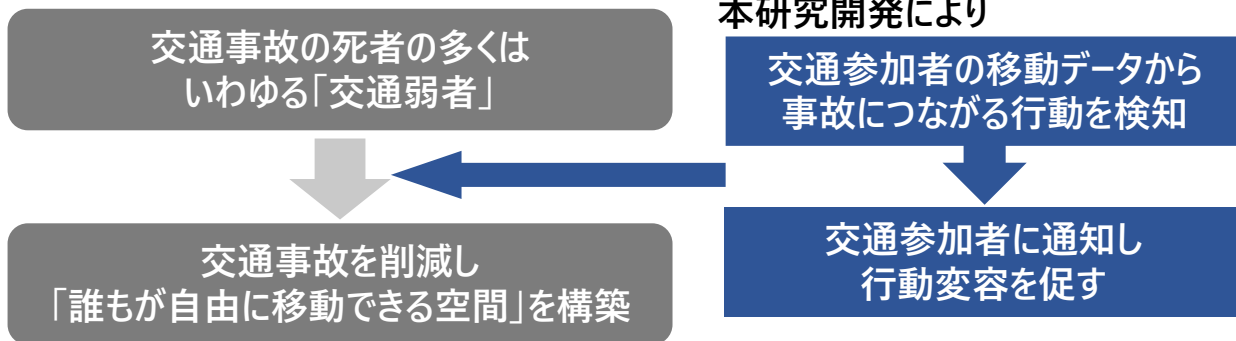 交通事故の死者の多くは
いわゆる「交通弱者」
交通事故を削減し
「誰もが自由に移動できる空間」を構築
本研究開発により
交通参加者の移動データから
事故につながる行動を検知
交通参加者に通知し
行動変容を促す